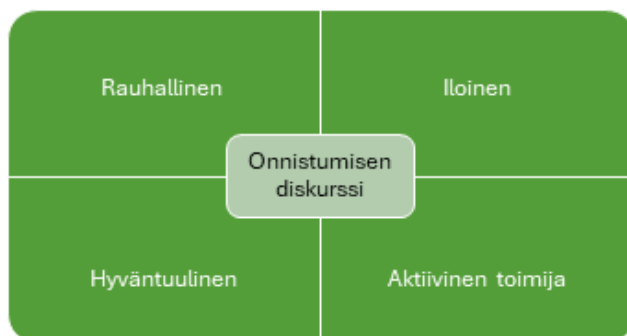 Rauhallinen
Iloinen
Onnistumisen
diskurssi
Hyväntuulinen
Aktiivinen toimija